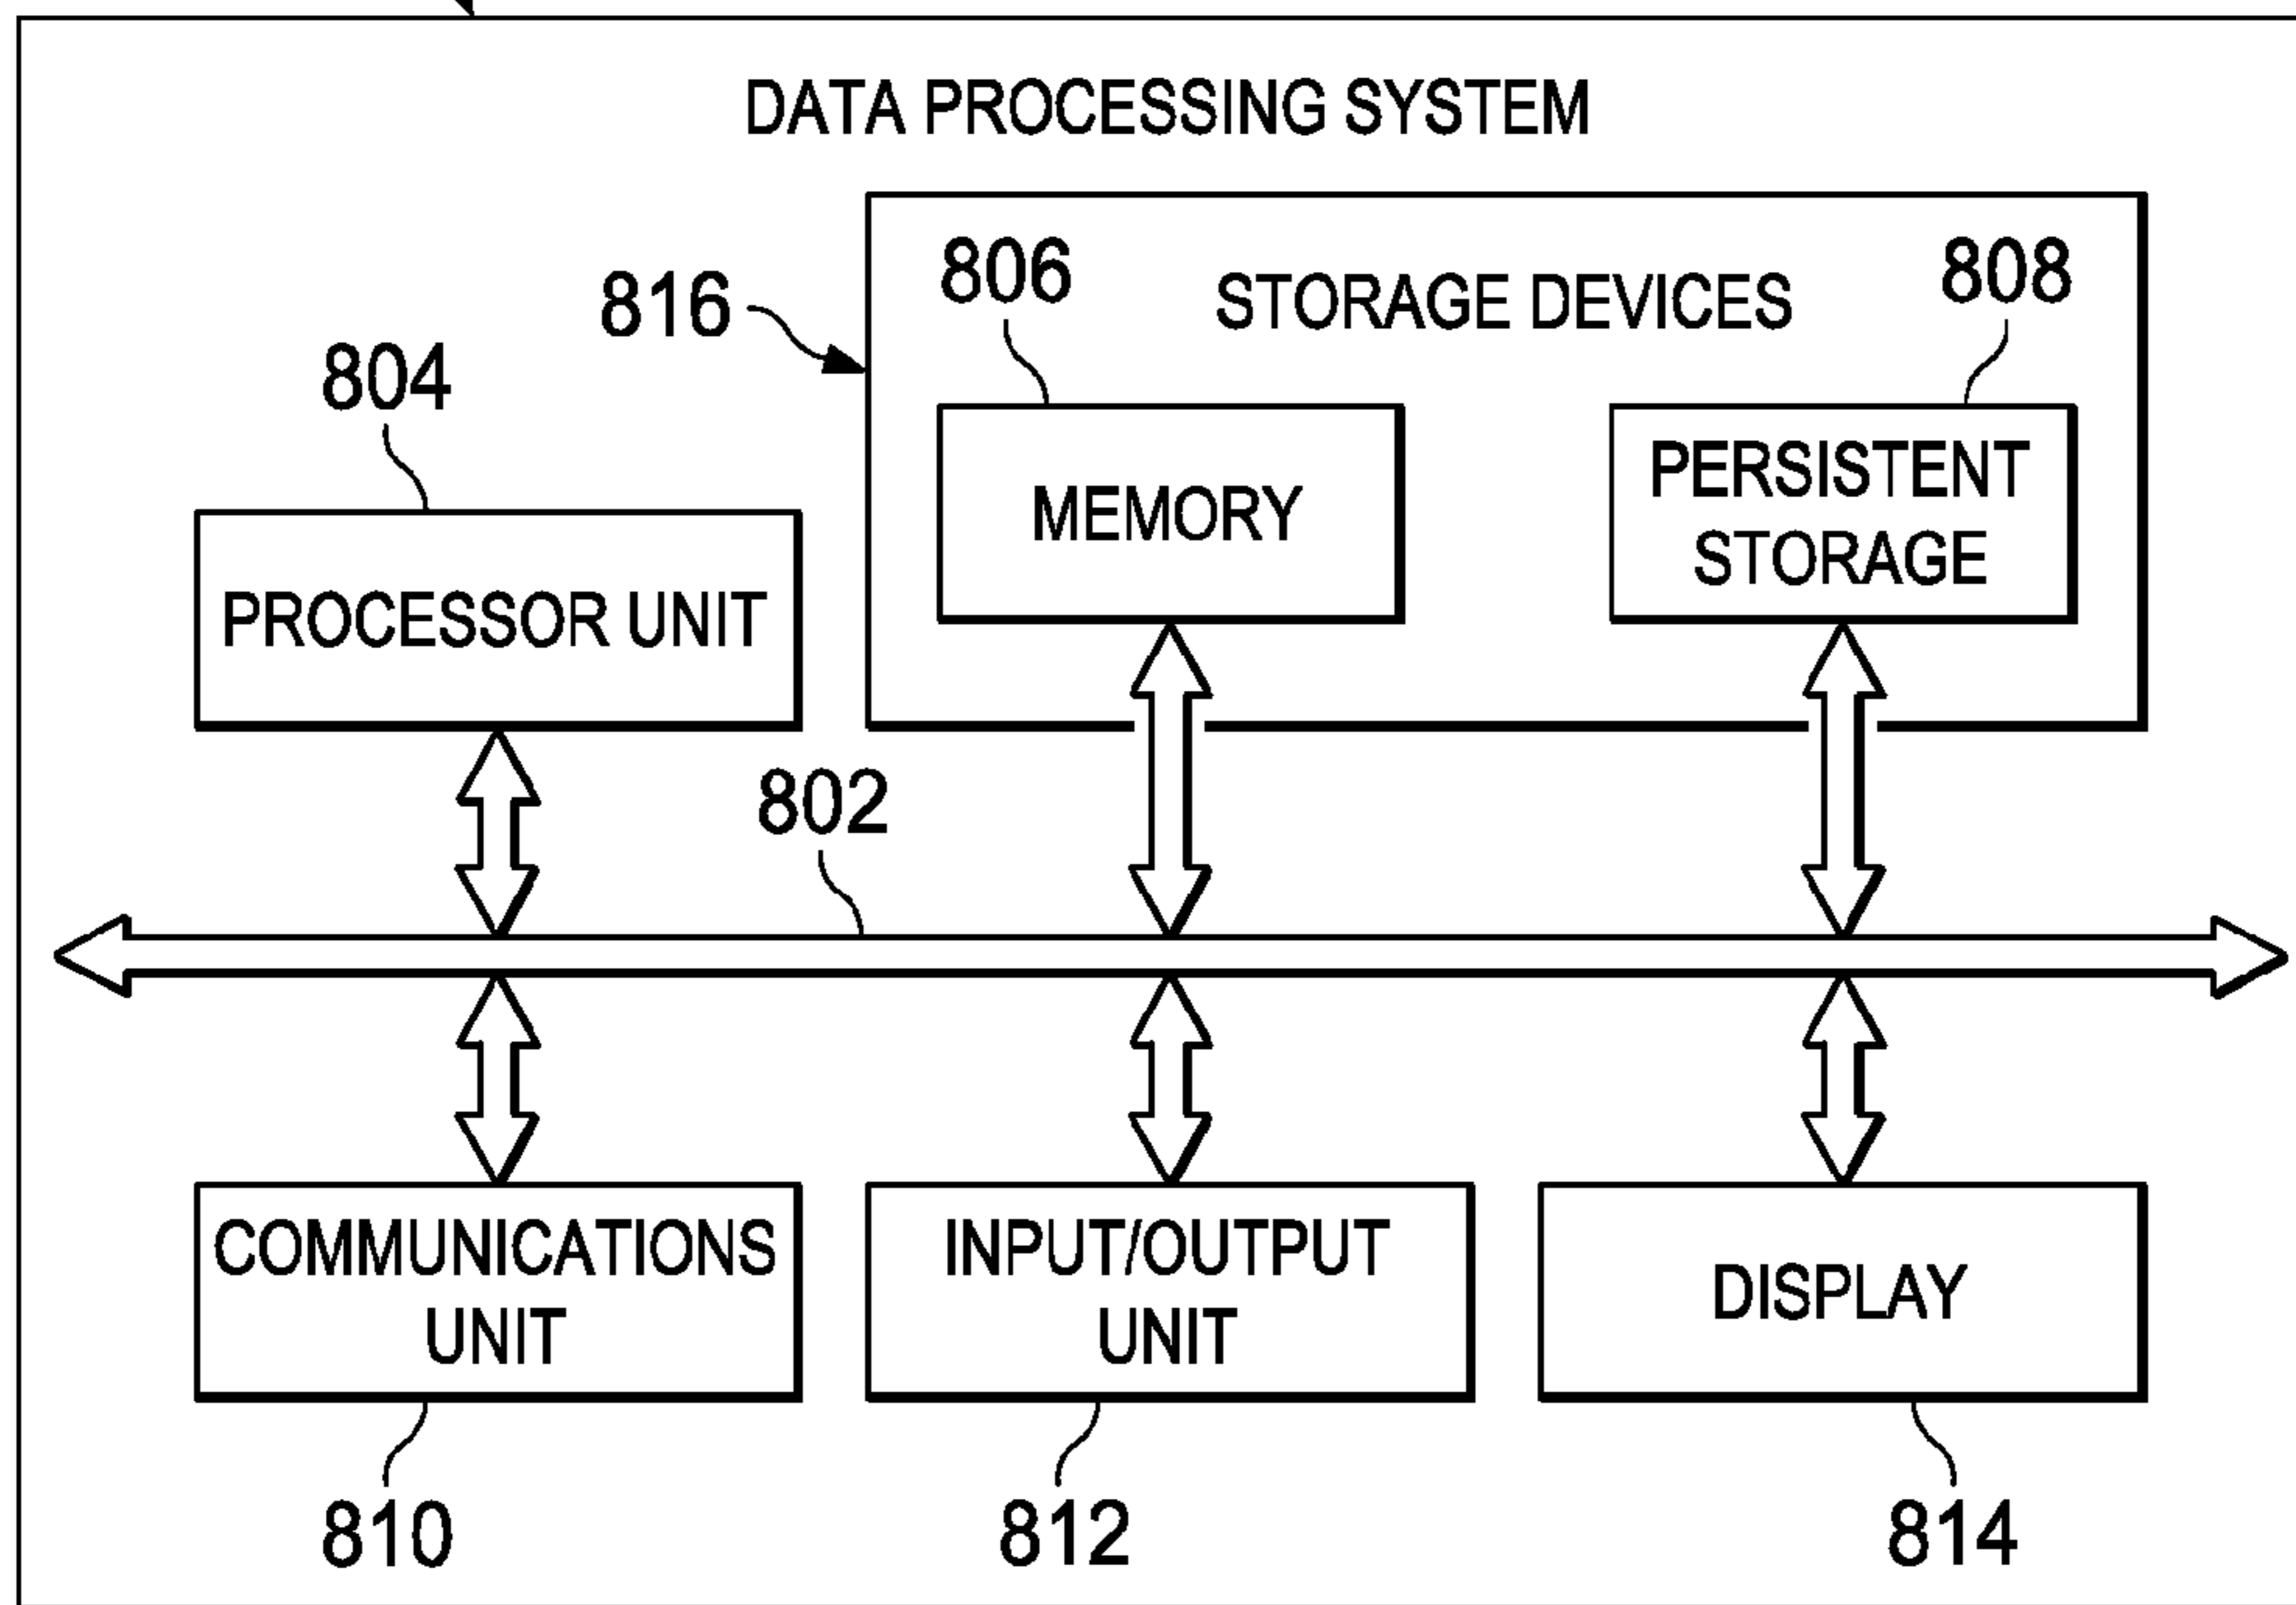 DATA PROCESSING SYSTEM
816
806
STORAGE DEVICES
808
804
MEMORY
PERSISTENT
STORAGE
PROCESSOR UNIT
802
COMMUNICATIONS
UNIT
INPUT/OUTPUT
UNIT
DISPLAY
810
812
814